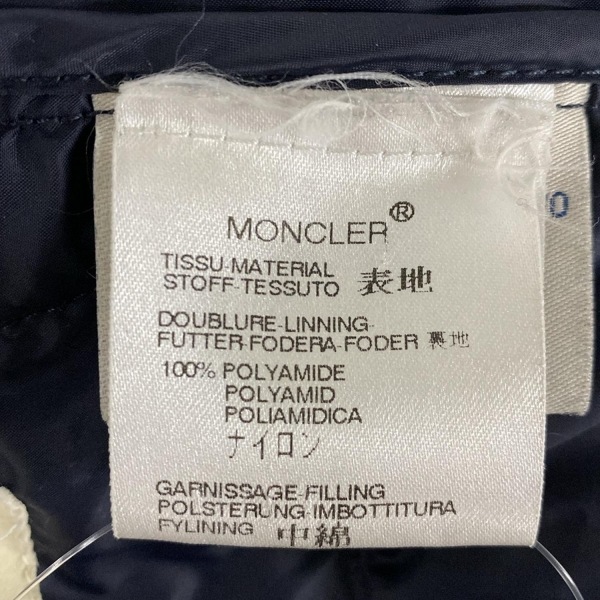 MONCLER®
TISSU-MATERIAL
STOFF-TESSUTO 表地
DOUBLURE-LINNING-
FUTTER-FODERA-FODER 裏地
100% POLYAMIDE
POLYAMID
POLIAMIDICA
ナイロン
GARNISSAGE-FILLING
POLSTERUNG-IMBOTTITURA
FYLINING 中綿